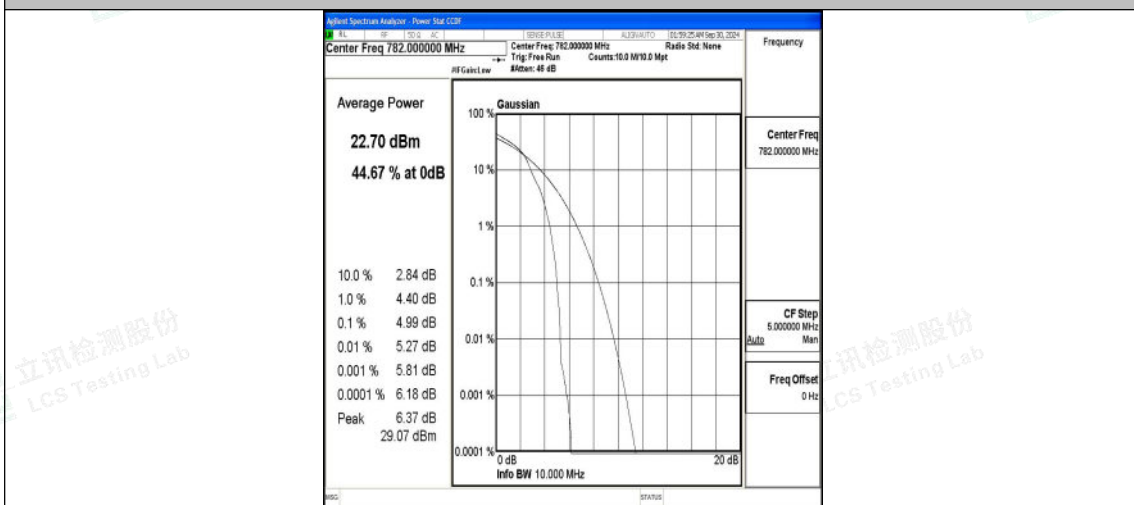 Agilent Spectrum Analyzer - Power Stat CCDF
RL RF 50 Ω AC SENSE:PULSE ALIGNAUTO 01:59:25 AM Sep 30, 2024
Center Freq 782.000000 MHz
Center Freq: 782.000000 MHz Radio Std: None
Trig: Free Run Counts:10.0 M/10.0 Mpt
#IFGain:Low #Atten: 46 dB
Frequency
Average Power
22.70 dBm
44.67 % at 0dB
10.0 % 2.84 dB
1.0 % 4.40 dB
0.1 % 4.99 dB
0.01 % 5.27 dB
0.001 % 5.81 dB
0.0001 % 6.18 dB
Peak 6.37 dB
29.07 dBm
Gaussian
100 %
10 %
1 %
0.1 %
0.01 %
0.001 %
0.0001 %
0 dB 20 dB
Info BW 10.000 MHz
Center Freq
782.000000 MHz
CF Step
5.000000 MHz
Auto Man
Freq Offset
0 Hz
MSG STATUS
立讯检测股份
LCS Testing Lab
立讯检测股份
LCS Testing Lab